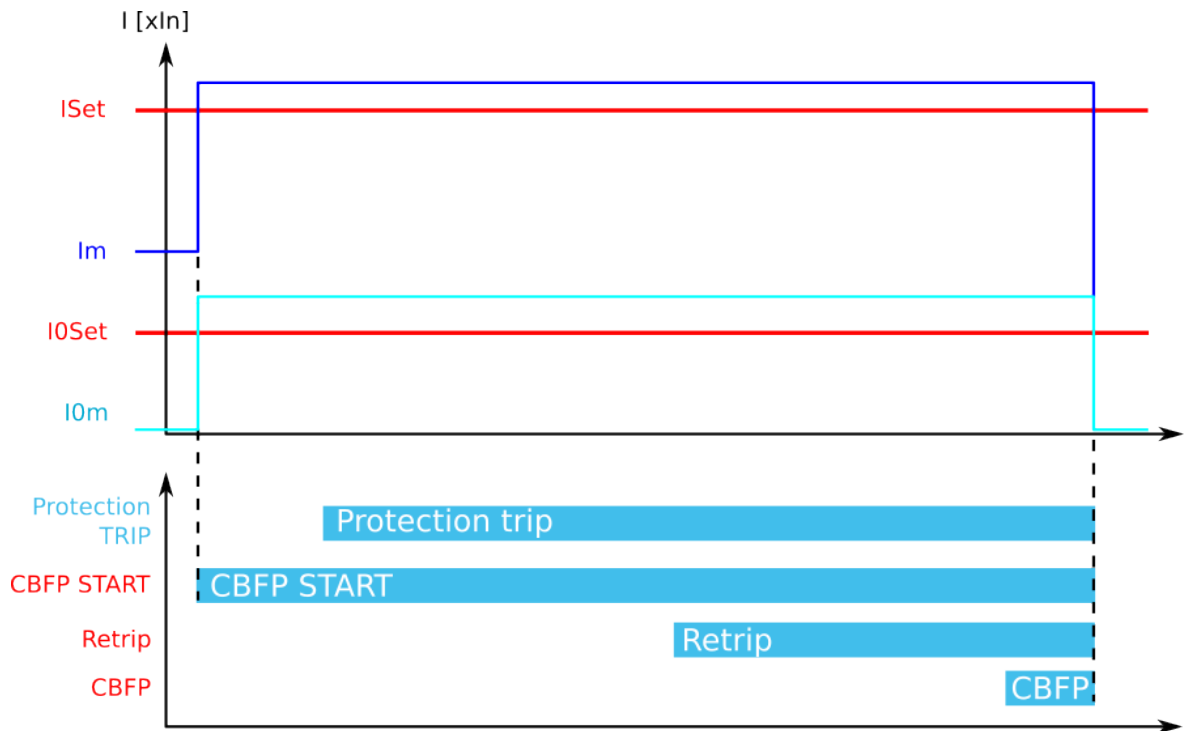 I [xIn]
ISet
Im
I0Set
I0m
Protection
TRIP
Protection trip
CBFP START
CBFP START
Retrip
Retrip
CBFP
CBFP